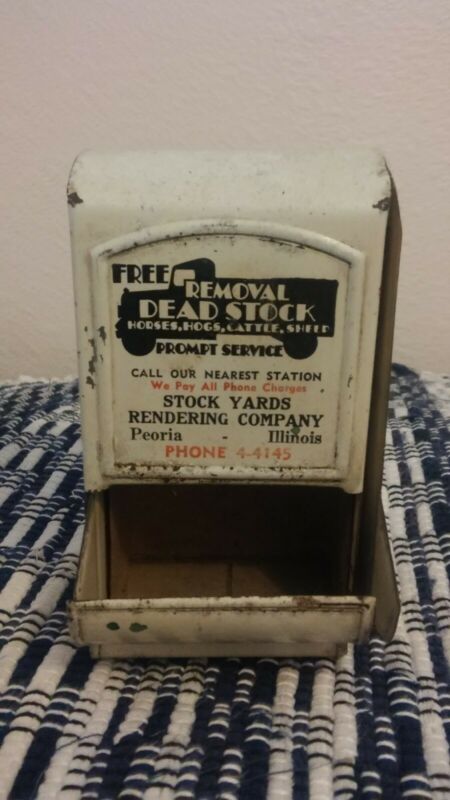 FREE
REMOVAL
DEAD STOCK
HORSES, HOGS, CATTLE, SHEEP
PROMPT SERVICE
CALL OUR NEAREST STATION
We Pay All Phone Charges
STOCK YARDS
RENDERING COMPANY
Peoria - Illinois
PHONE 4-4145